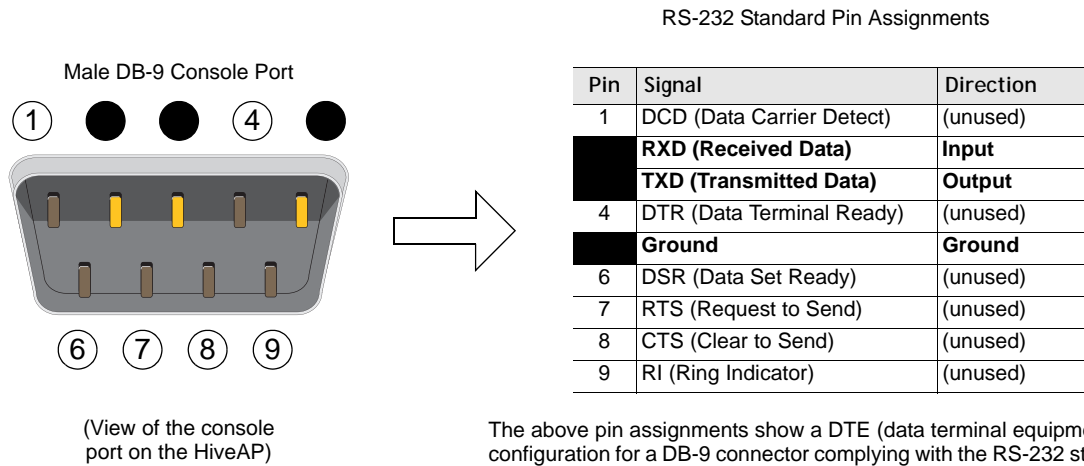 RS-232 Standard Pin Assignments
Male DB-9 Console Port
1 4
6 7 8 9
(View of the console
port on the HiveAP)
Pin Signal Direction
1 DCD (Data Carrier Detect) (unused)
RXD (Received Data) Input
TXD (Transmitted Data) Output
4 DTR (Data Terminal Ready) (unused)
Ground Ground
6 DSR (Data Set Ready) (unused)
7 RTS (Request to Send) (unused)
8 CTS (Clear to Send) (unused)
9 RI (Ring Indicator) (unused)
The above pin assignments show a DTE (data terminal
configuration for a DB-9 connector complying with the RS-232